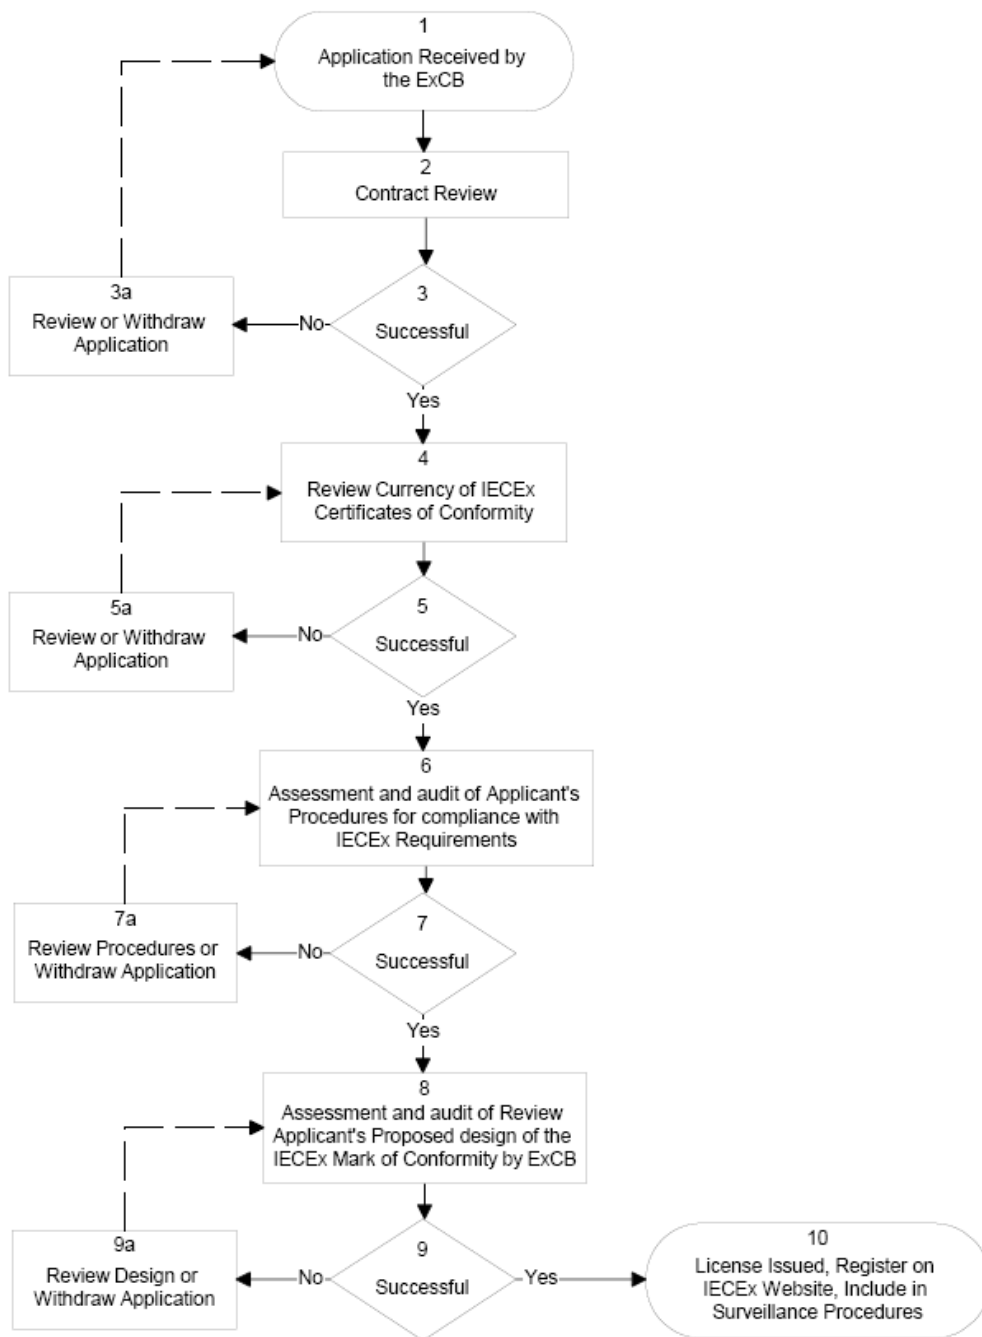 1
Application Received by
the ExCB
2
Contract Review
3
Successful
No
3a
Review or Withdraw
Application
Yes
4
Review Currency of IECEx
Certificates of Conformity
5
Successful
No
5a
Review or Withdraw
Application
Yes
6
Assessment and audit of Applicant's
Procedures for compliance with
IECEx Requirements
7
Successful
No
7a
Review Procedures or
Withdraw Application
Yes
8
Assessment and audit of Review
Applicant's Proposed design of the
IECEx Mark of Conformity by ExCB
9
Successful
No
9a
Review Design or
Withdraw Application
Yes
10
License Issued, Register on
IECEx Website, Include in
Surveillance Procedures